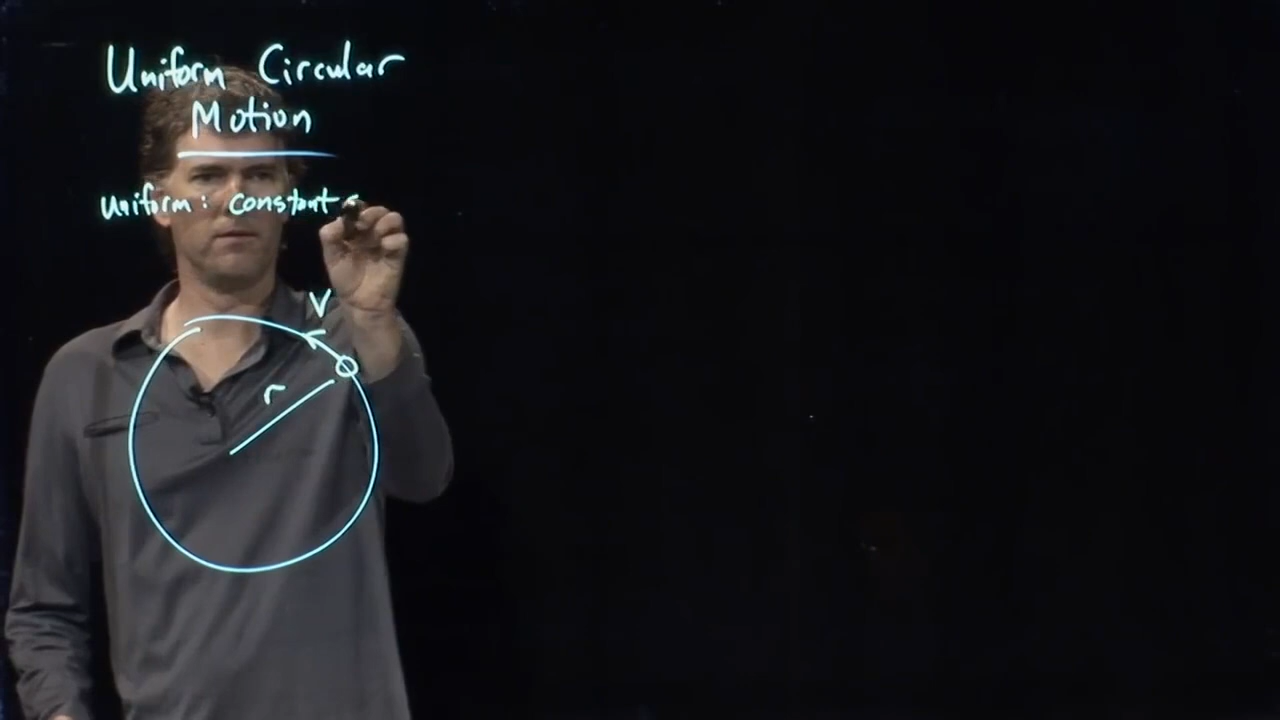 Uniform Circular
Motion
uniform: constant s
V
r